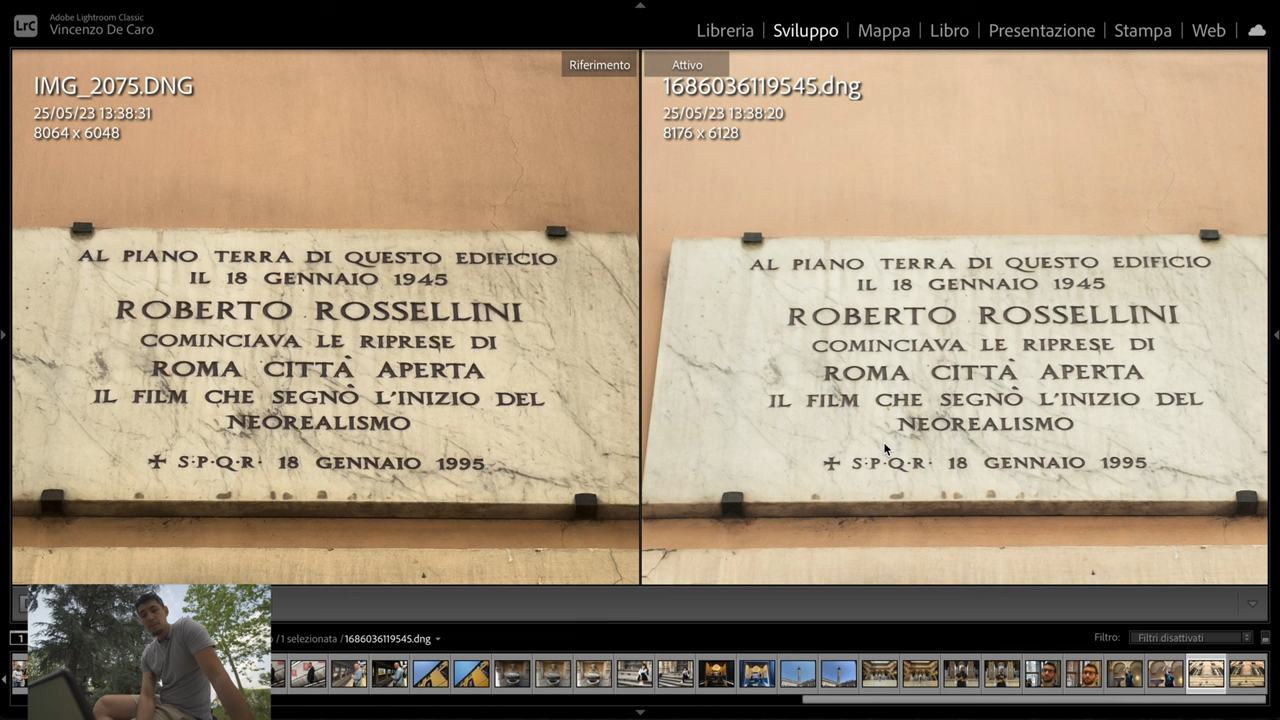 LrC
Adobe Lightroom Classic
Vincenzo De Caro
Libreria | Sviluppo | Mappa | Libro | Presentazione | Stampa | Web
Riferimento
IMG_2075.DNG
25/05/23 13:38:31
8064 x 6048
AL PIANO TERRA DI QUESTO EDIFICIO
IL 18 GENNAIO 1945
ROBERTO ROSSELLINI
COMINCIAVA LE RIPRESE DI
ROMA CITTÀ APERTA
IL FILM CHE SEGNÒ L'INIZIO DEL
NEOREALISMO
✠ S·P·Q·R· 18 GENNAIO 1995
Attivo
1686036119545.dng
25/05/23 13:38:20
8176 x 6128
AL PIANO TERRA DI QUESTO EDIFICIO
IL 18 GENNAIO 1945
ROBERTO ROSSELLINI
COMINCIAVA LE RIPRESE DI
ROMA CITTÀ APERTA
IL FILM CHE SEGNÒ L'INIZIO DEL
NEOREALISMO
✠ S·P·Q·R· 18 GENNAIO 1995
1
/1 selezionata /1686036119545.dng
Filtro: Filtri disattivati